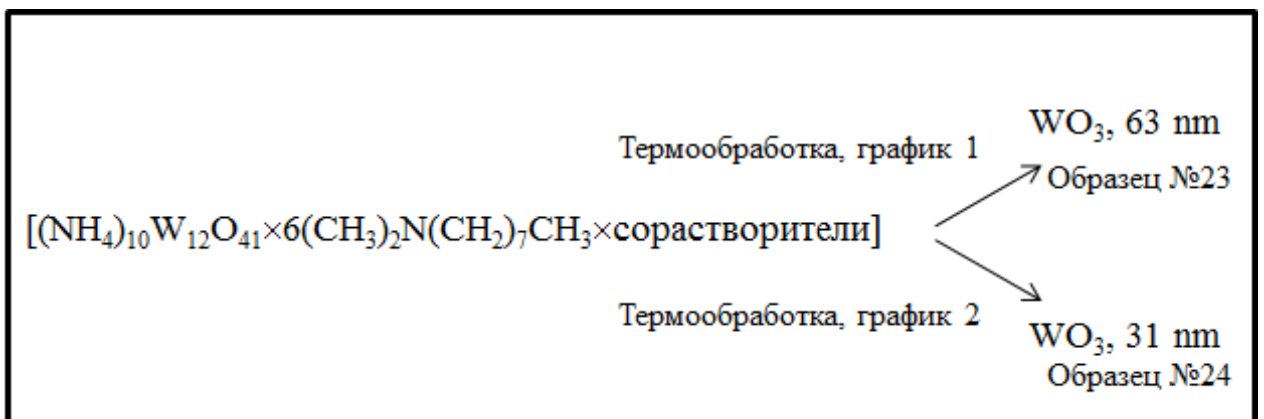 WO₃, 63 nm
Термообработка, график 1
Образец №23
[(NH₄)₁₀W₁₂O₄₁×6(CH₃)₂N(CH₂)₇CH₃×сорастворители]
Термообработка, график 2
WO₃, 31 nm
Образец №24